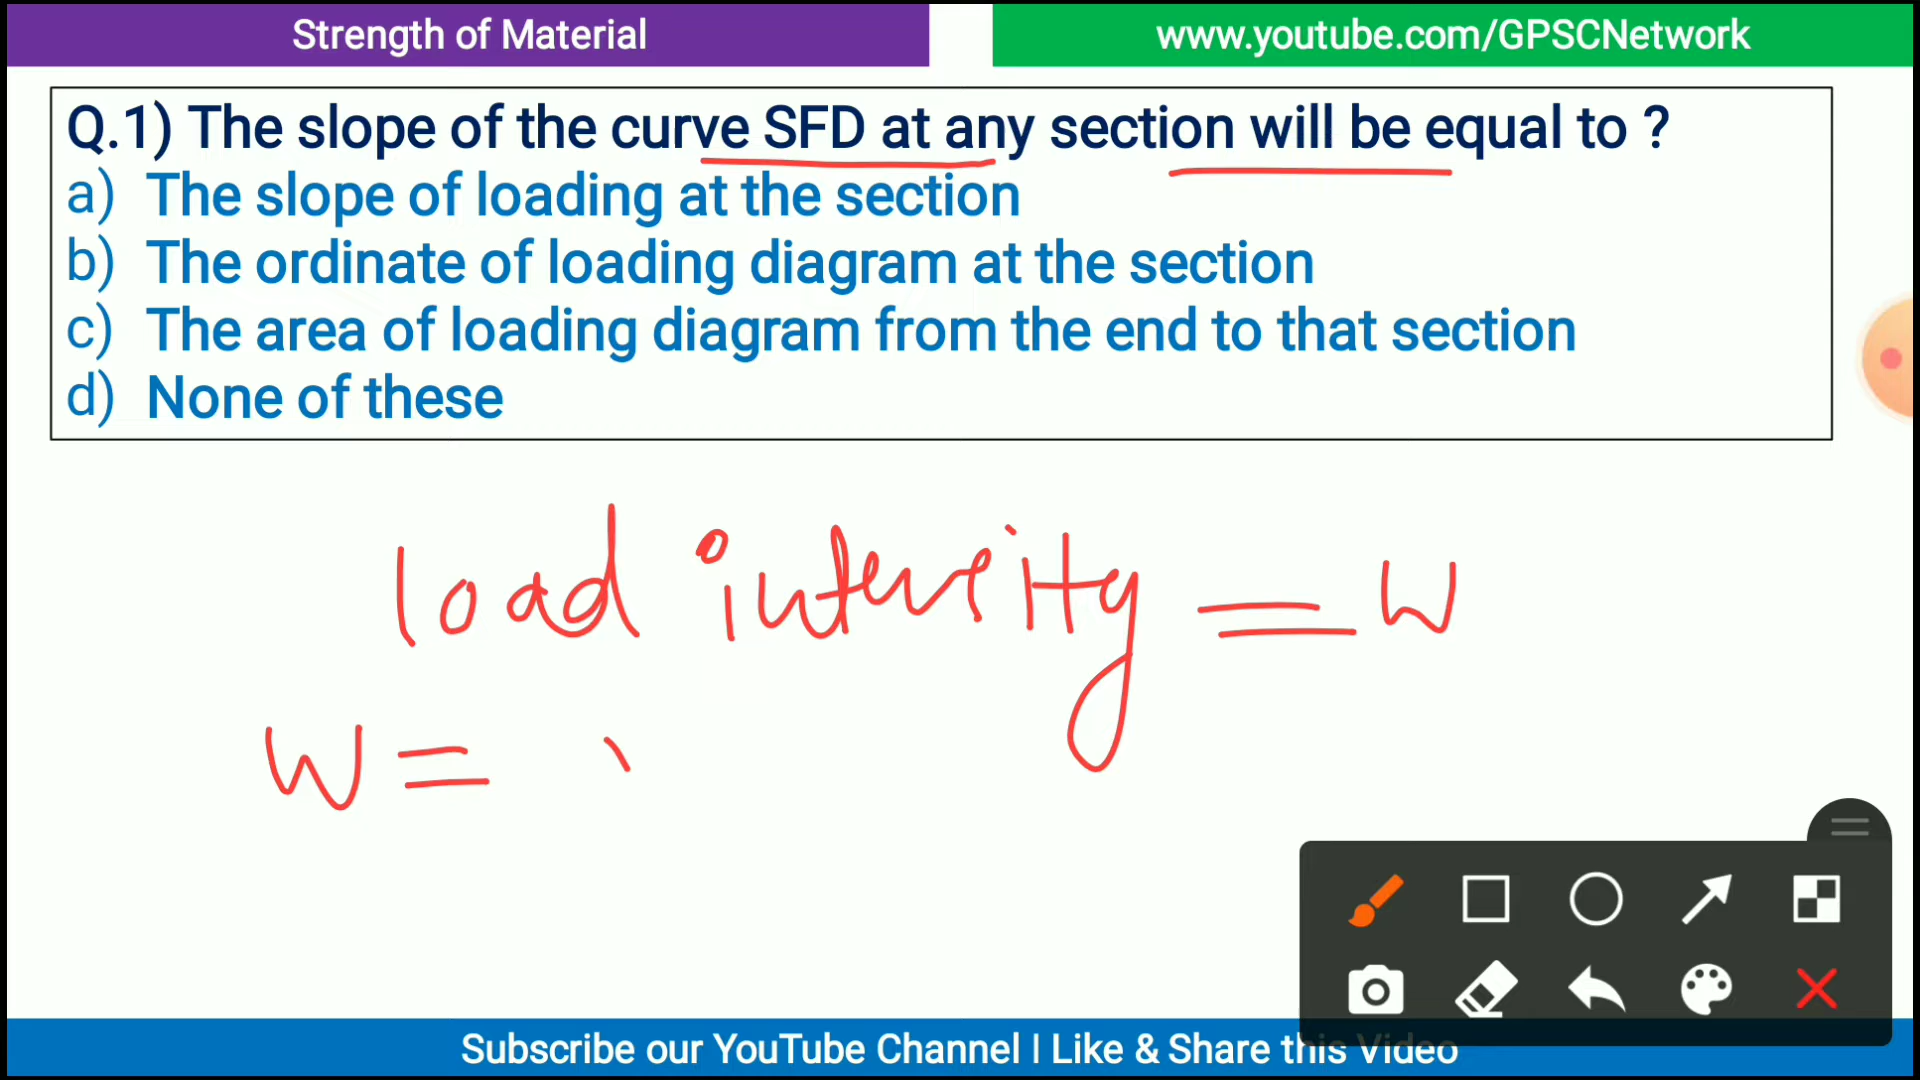 Strength of Material
www.youtube.com/GPSCNetwork
Q.1) The slope of the curve SFD at any section will be equal to ?
a) The slope of loading at the section
b) The ordinate of loading diagram at the section
c) The area of loading diagram from the end to that section
d) None of these
load intensity = W
W =
Subscribe our YouTube Channel | Like & Share this Video